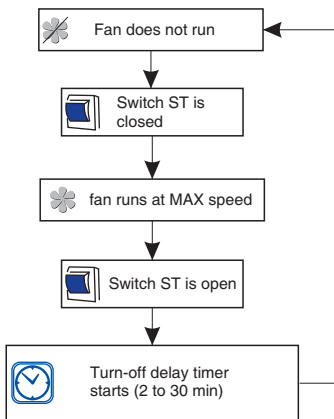 Fan does not run
Switch ST is
closed
fan runs at MAX speed
Switch ST is open
Turn-off delay timer
starts (2 to 30 min)